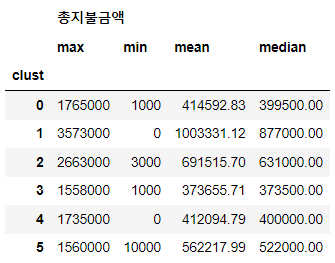 총지불금액
max min mean median
clust
0 1765000 1000 414592.83 399500.00
1 3573000 0 1003331.12 877000.00
2 2663000 3000 691515.70 631000.00
3 1558000 1000 373655.71 373500.00
4 1735000 0 412094.79 400000.00
5 1560000 10000 562217.99 522000.00